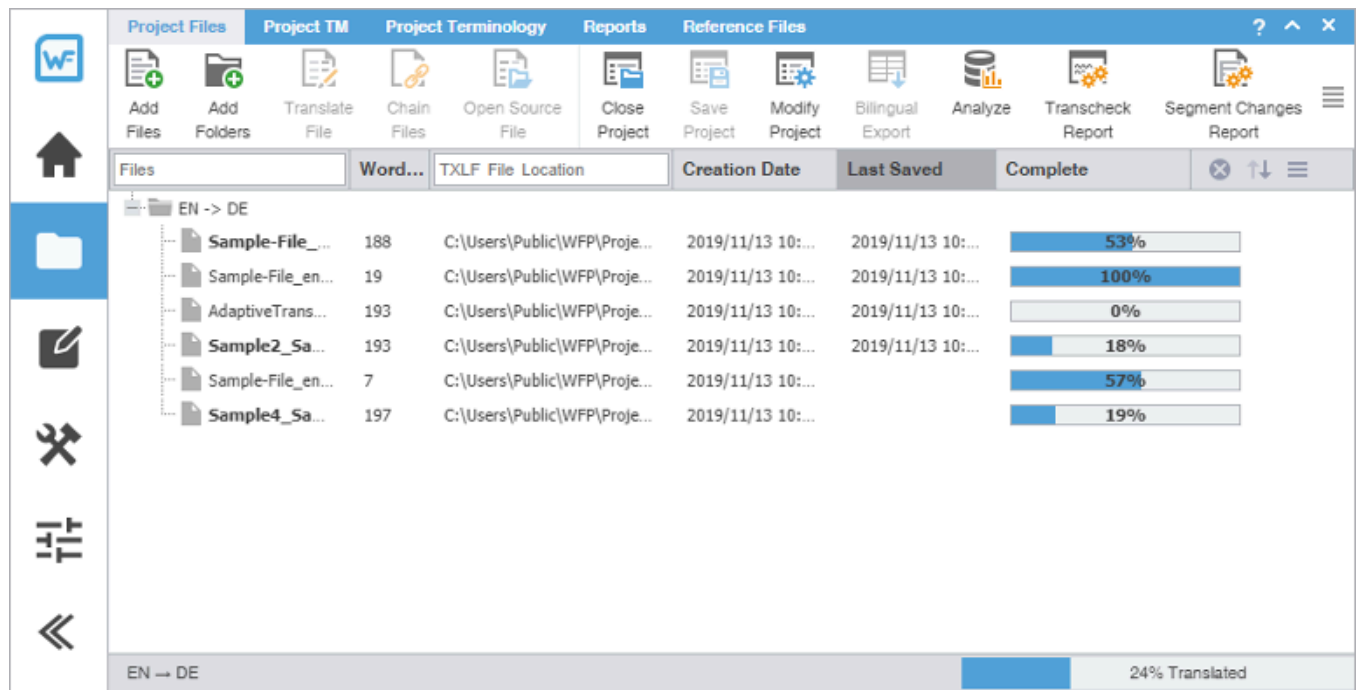 Project Files Project TM Project Terminology Reports Reference Files ?
WF
Add Files
Add Folders
Translate File
Chain Files
Open Source File
Close Project
Save Project
Modify Project
Bilingual Export
Analyze
Transcheck Report
Segment Changes Report
Files Word... TXLF File Location Creation Date Last Saved Complete
EN -> DE
Sample-File_... 188 C:\Users\Public\WFP\Proje... 2019/11/13 10:... 2019/11/13 10:... 53%
Sample-File_en... 19 C:\Users\Public\WFP\Proje... 2019/11/13 10:... 2019/11/13 10:... 100%
AdaptiveTrans... 193 C:\Users\Public\WFP\Proje... 2019/11/13 10:... 2019/11/13 10:... 0%
Sample2_Sa... 193 C:\Users\Public\WFP\Proje... 2019/11/13 10:... 2019/11/13 10:... 18%
Sample-File_en... 7 C:\Users\Public\WFP\Proje... 2019/11/13 10:... 57%
Sample4_Sa... 197 C:\Users\Public\WFP\Proje... 2019/11/13 10:... 19%
EN → DE 24% Translated